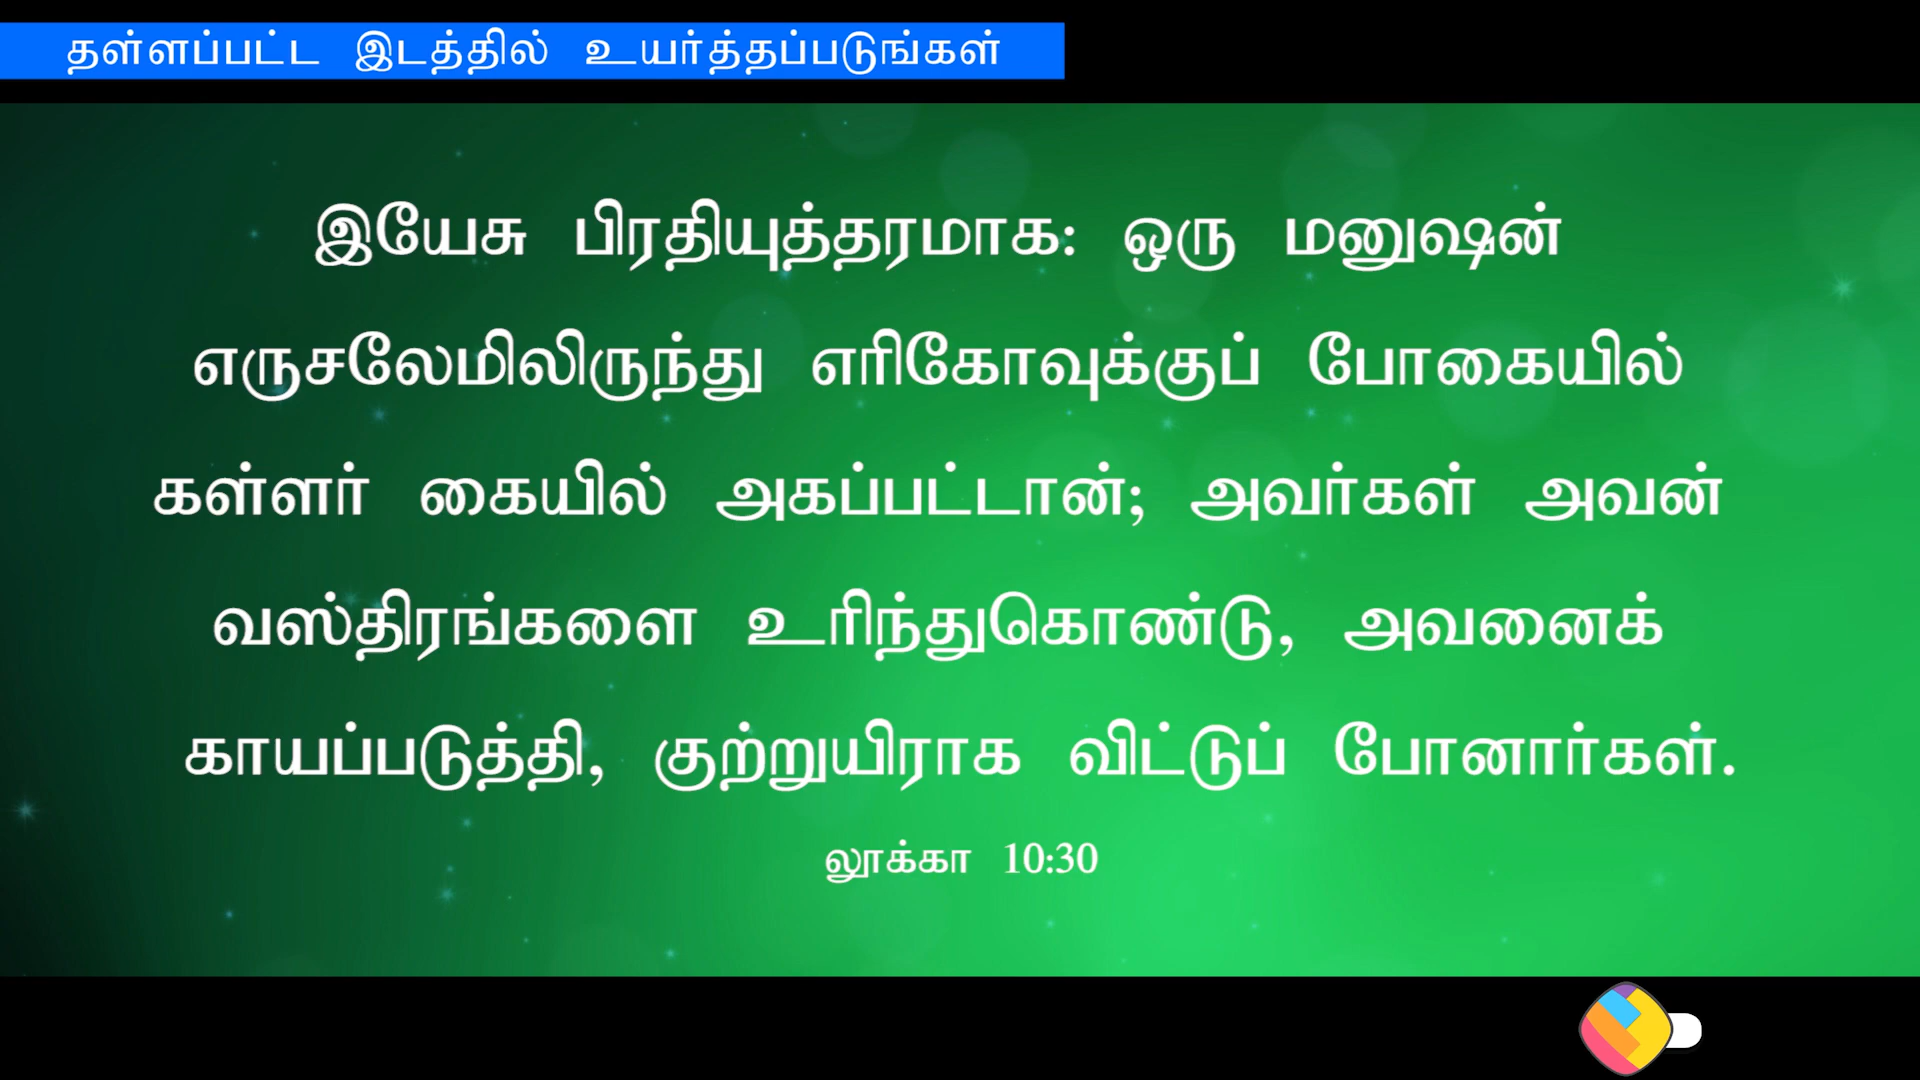 தள்ளப்பட்ட இடத்தில் உயர்த்தப்படுங்கள்
இயேசு பிரதியுத்தரமாக: ஒரு மனுஷன்
எருசலேமிலிருந்து எரிகோவுக்குப் போகையில்
கள்ளர் கையில் அகப்பட்டான்; அவர்கள் அவன்
வஸ்திரங்களை உரிந்துகொண்டு, அவனைக்
காயப்படுத்தி, குற்றுயிராக விட்டுப் போனார்கள்.
லூக்கா 10:30